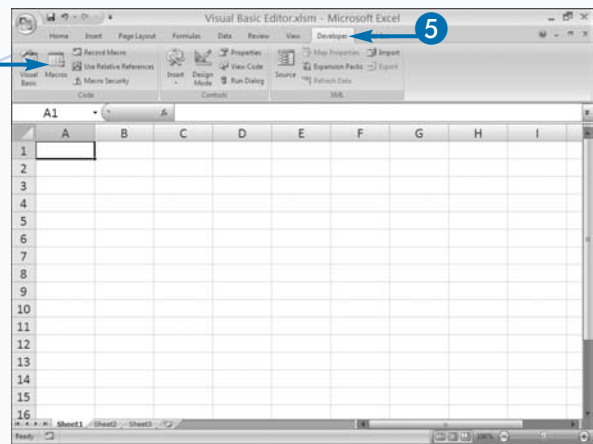 Visual Basic Editor.xlsm - Microsoft Excel
Home Insert Page Layout Formulas Data Review View Developer
5
Visual Basic
Macros
Record Macro
Use Relative References
Macro Security
Code
Insert
Design Mode
Properties
View Code
Run Dialog
Controls
Source
Map Properties
Expansion Packs
Refresh Data
Import
Export
XML
A1
fx
A B C D E F G H I
1
2
3
4
5
6
7
8
9
10
11
12
13
14
15
16
Sheet1 Sheet2 Sheet3
Ready
100%